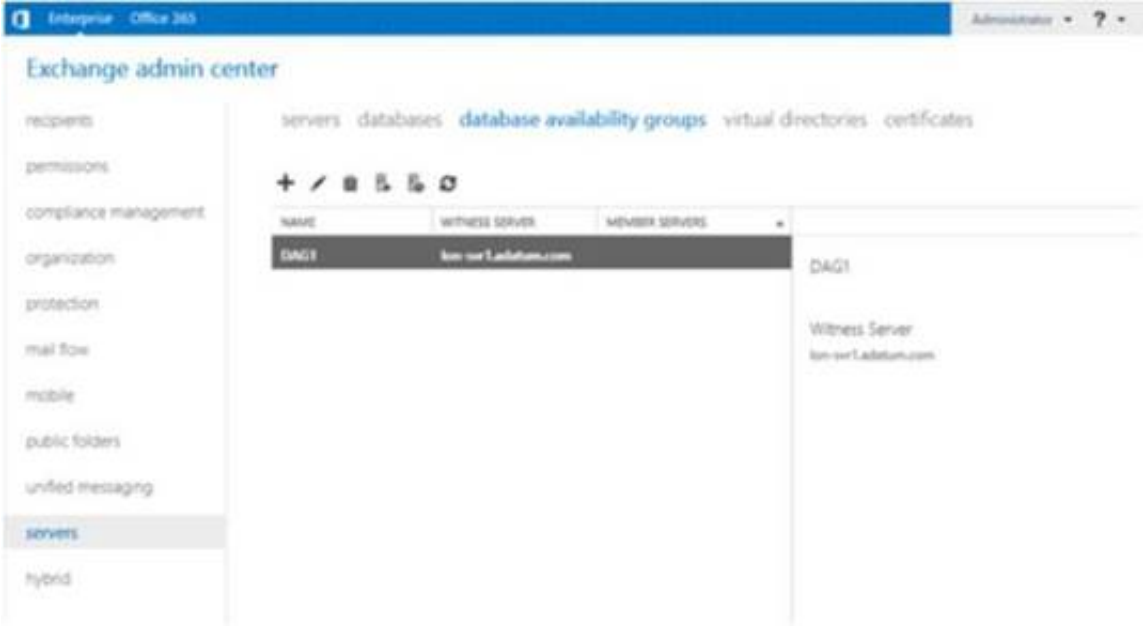 Enterprise Office 365 Administrator ?
Exchange admin center
recipients
permissions
compliance management
organization
protection
mail flow
mobile
public folders
unified messaging
servers
hybrid
servers databases database availability groups virtual directories certificates
NAME WITNESS SERVER MEMBER SERVERS
DAG1 lon-svr1.adatum.com
DAG1
Witness Server
lon-svr1.adatum.com